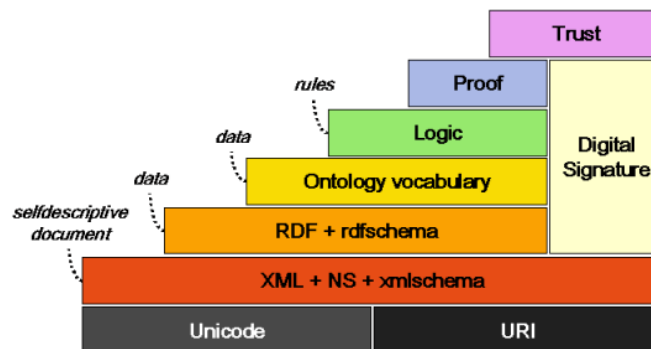 Trust
rules
Proof
data
Logic
Digital
Signature
data
Ontology vocabulary
selfdescriptive
document
RDF + rdfschema
XML + NS + xmlschema
Unicode
URI